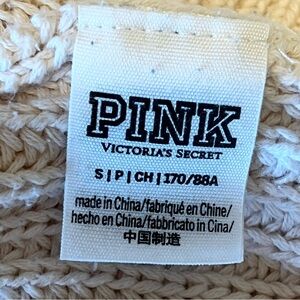 PINK
VICTORIA'S SECRET
S | P | CH | 170/88A
made in China/fabriqué en Chine/
hecho en China/fabbricato in Cina/
中国制造